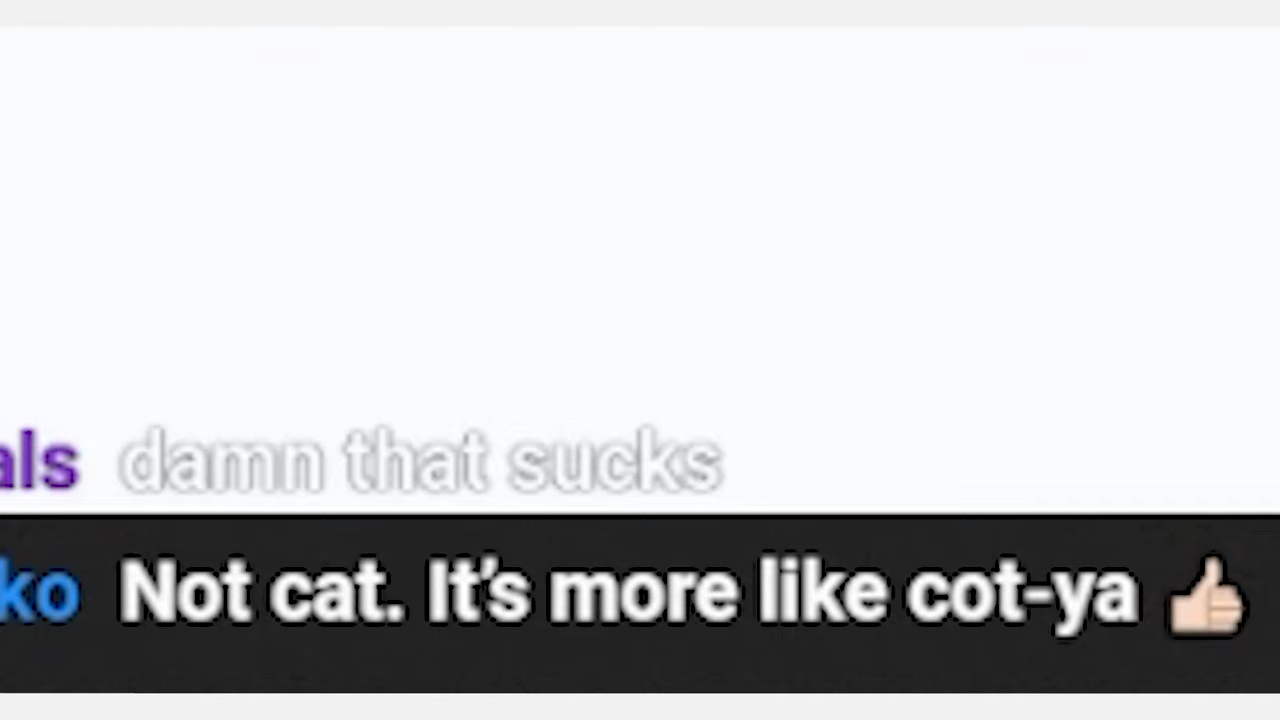 als damn that sucks
ko Not cat. It's more like cot-ya 👍🏻